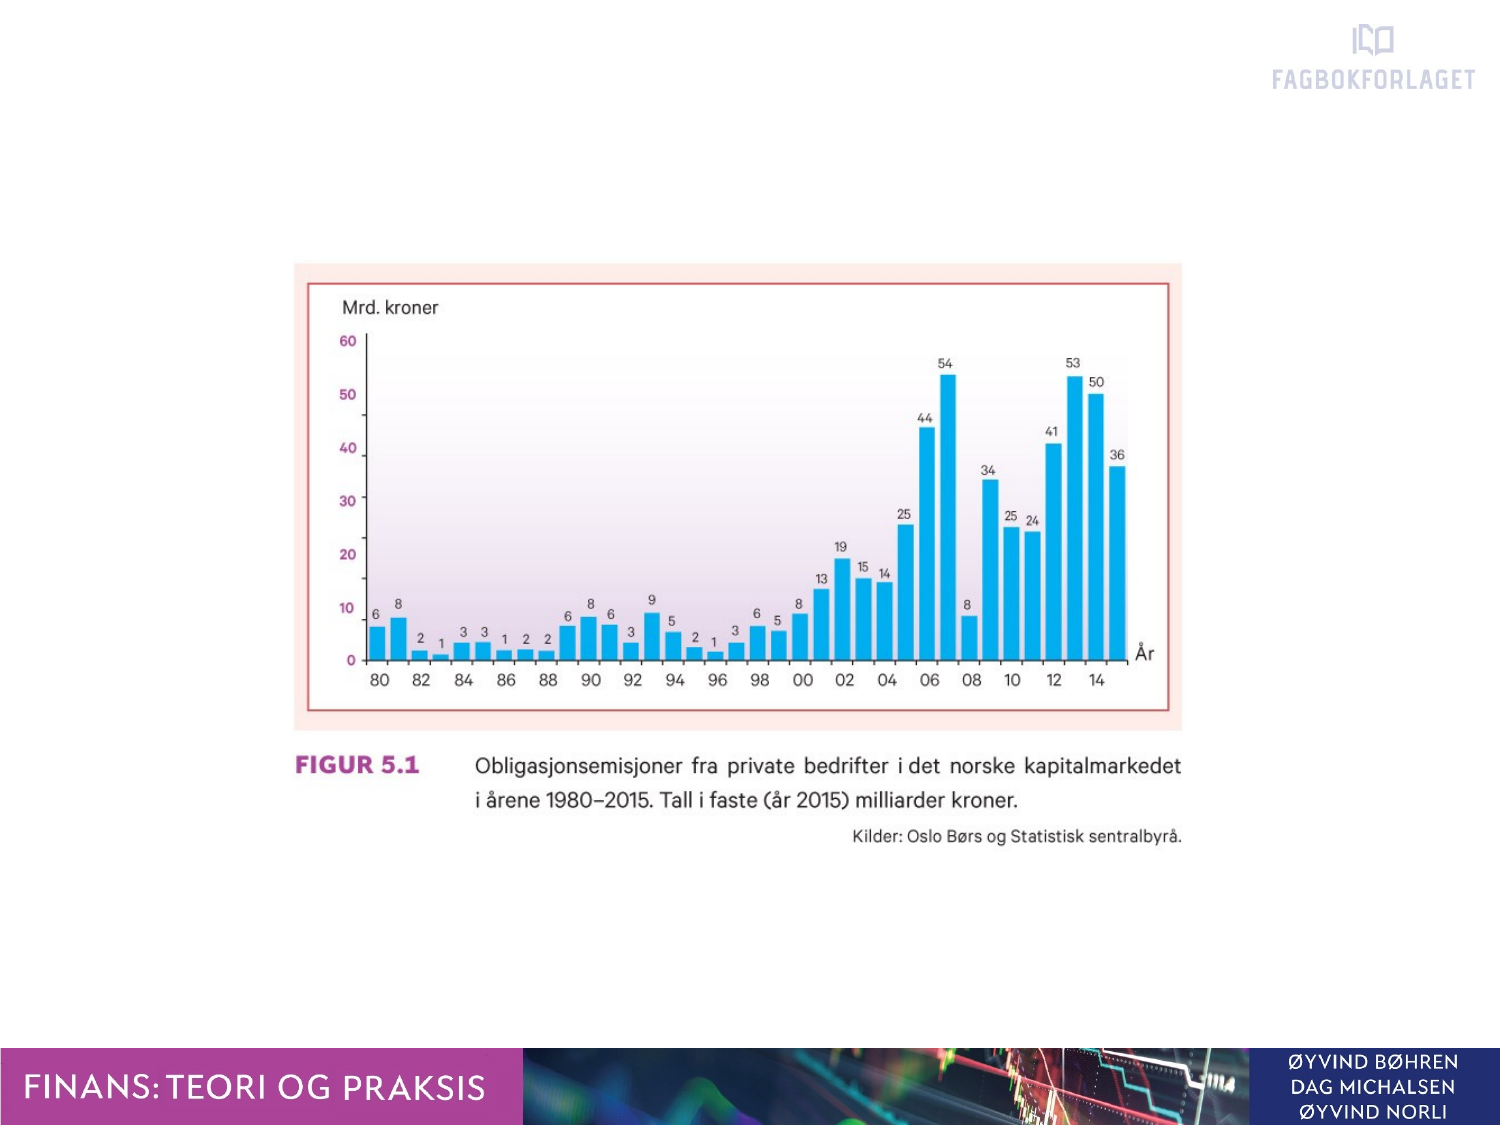 FAGBOKFORLAGET
Mrd. kroner
60
50
40
30
20
10
0
6 8 2 1 3 3 1 2 2 6 8 6 3 9 5 2 1 3 6 5 8 13 19 15 14 25 44 54 8 34 25 24 41 53 50 36
År
80 82 84 86 88 90 92 94 96 98 00 02 04 06 08 10 12 14
FIGUR 5.1 Obligasjonsemisjoner fra private bedrifter i det norske kapitalmarkedet
i årene 1980–2015. Tall i faste (år 2015) milliarder kroner.
Kilder: Oslo Børs og Statistisk sentralbyrå.
FINANS: TEORI OG PRAKSIS
ØYVIND BØHREN
DAG MICHALSEN
ØYVIND NORLI